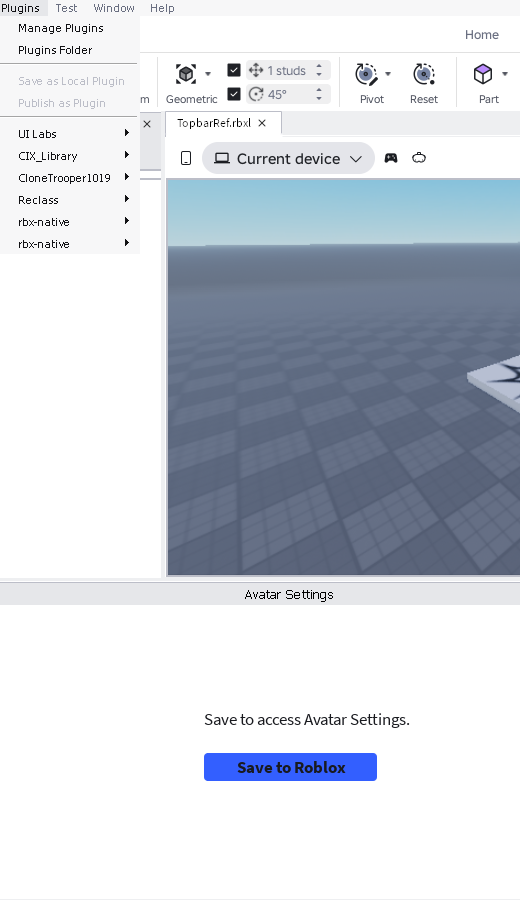 Plugins Test Window Help
Manage Plugins
Plugins Folder
Home
Save as Local Plugin
Publish as Plugin
1 studs
45°
m Geometric Pivot Reset Part
UI Labs
CIX_Library
CloneTrooper1019
Reclass
rbx-native
rbx-native
TopbarRef.rbxl
Current device
Avatar Settings
Save to access Avatar Settings.
Save to Roblox